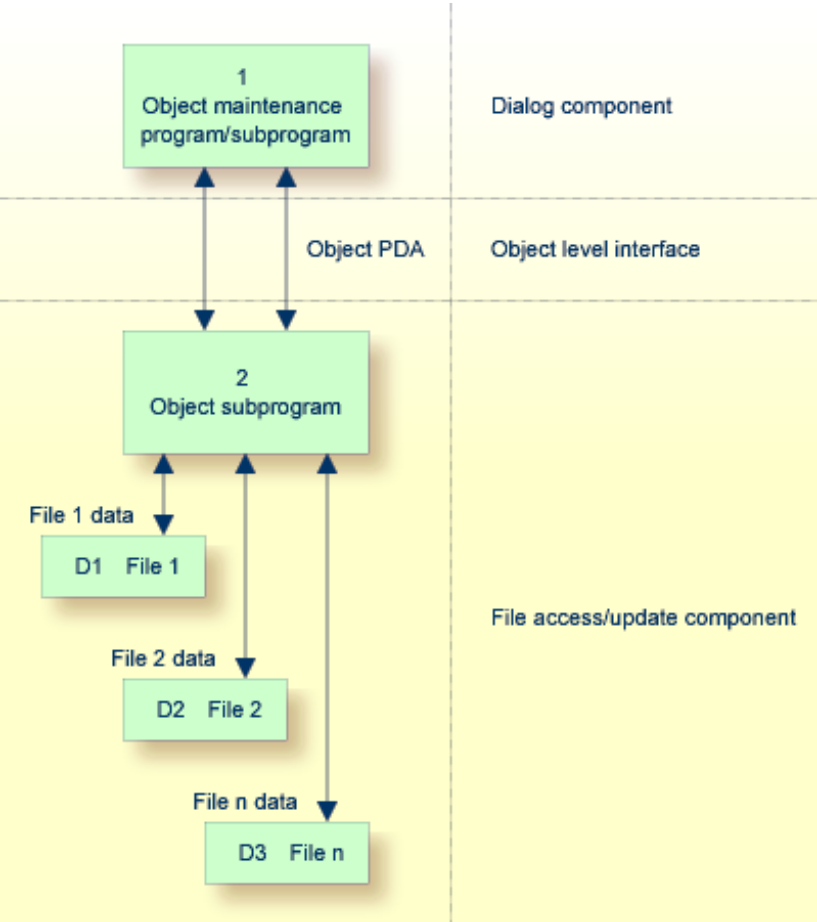 1
Object maintenance
program/subprogram
Dialog component
Object PDA
Object level interface
2
Object subprogram
File 1 data
D1 File 1
File access/update component
File 2 data
D2 File 2
File n data
D3 File n